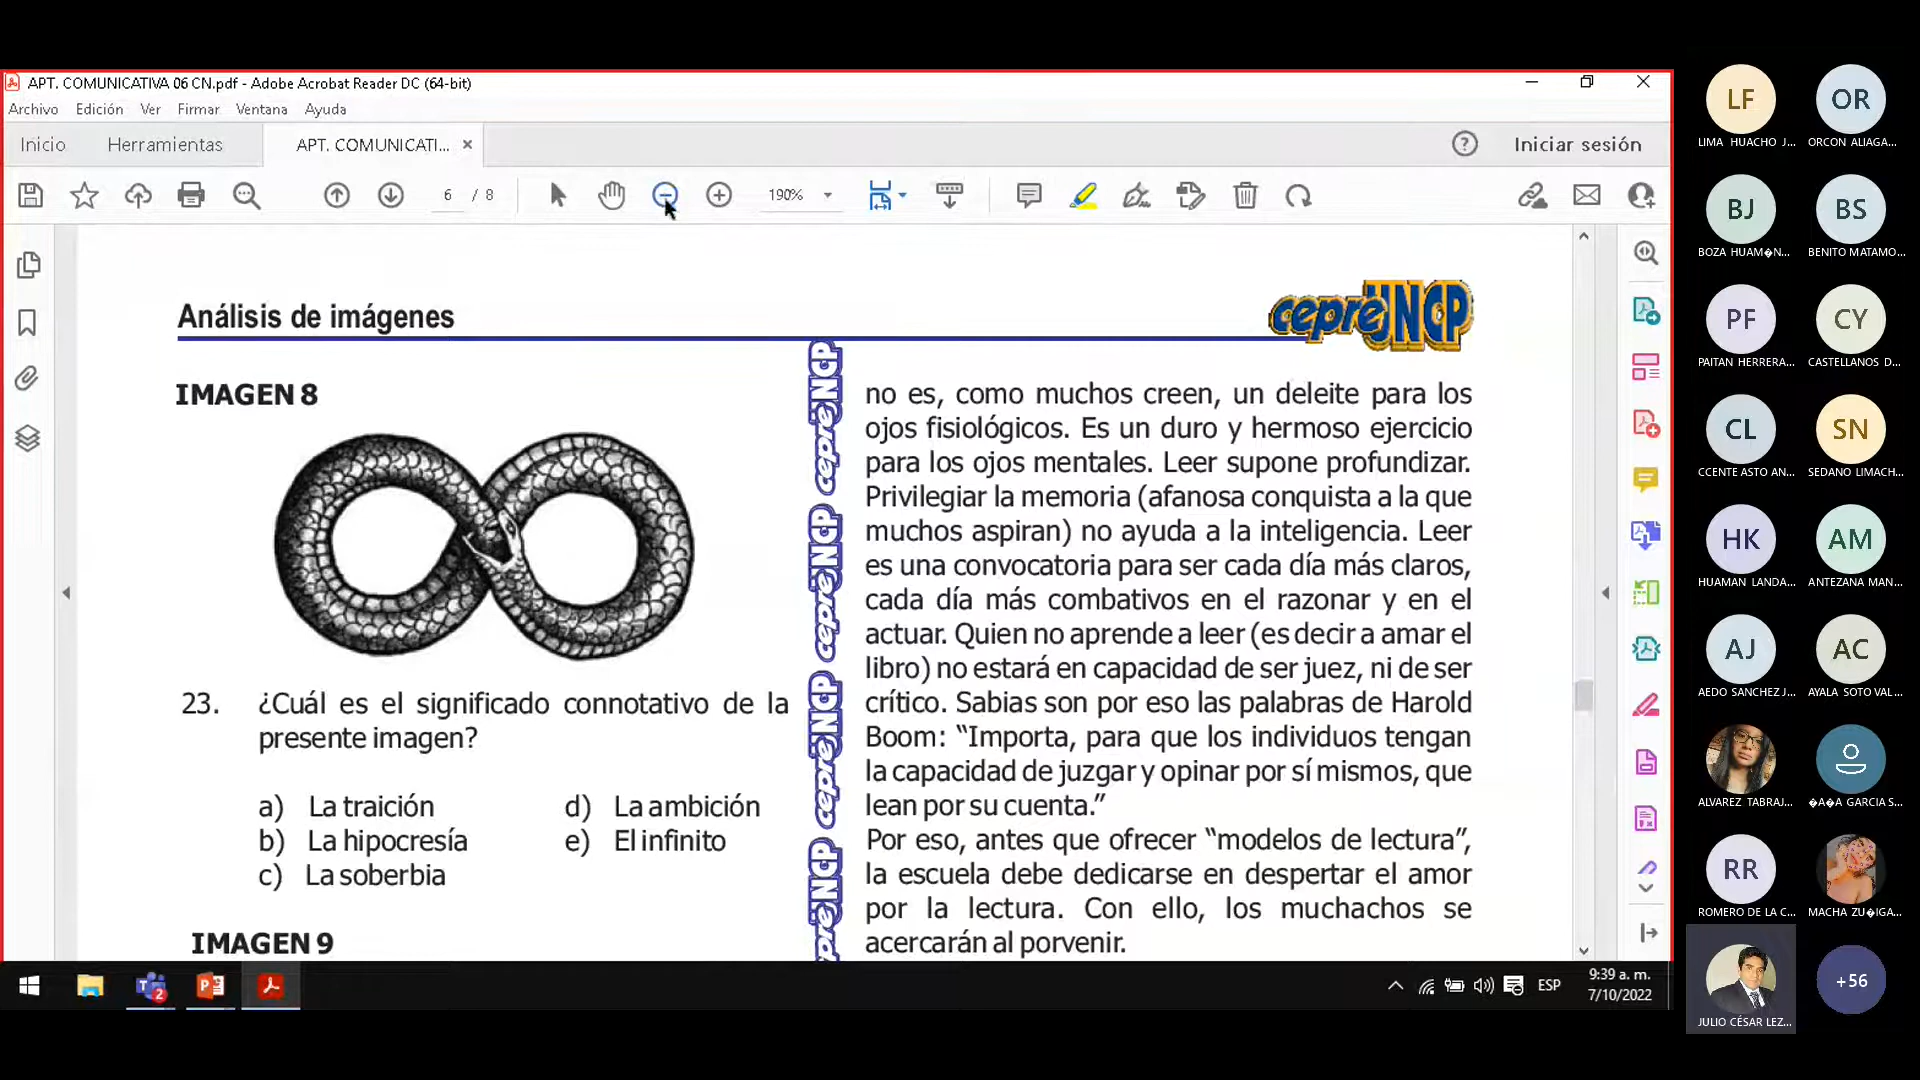 APT. COMUNICATIVA 06 CN.pdf - Adobe Acrobat Reader DC (64-bit)
Archivo Edición Ver Firmar Ventana Ayuda
Inicio Herramientas APT. COMUNICATI... × Iniciar sesión
6 / 8 190%
Análisis de imágenes
cepreUNCP
IMAGEN 8
23. ¿Cuál es el significado connotativo de la
presente imagen?
a) La traición
d) La ambición
b) La hipocresía
e) El infinito
c) La soberbia
IMAGEN 9
cepreUNCP
cepreUNCP
cepreUNCP
cepreUNCP
no es, como muchos creen, un deleite para los
ojos fisiológicos. Es un duro y hermoso ejercicio
para los ojos mentales. Leer supone profundizar.
Privilegiar la memoria (afanosa conquista a la que
muchos aspiran) no ayuda a la inteligencia. Leer
es una convocatoria para ser cada día más claros,
cada día más combativos en el razonar y en el
actuar. Quien no aprende a leer (es decir a amar el
libro) no estará en capacidad de ser juez, ni de ser
crítico. Sabias son por eso las palabras de Harold
Boom: “Importa, para que los individuos tengan
la capacidad de juzgar y opinar por sí mismos, que
lean por su cuenta.”
Por eso, antes que ofrecer “modelos de lectura”,
la escuela debe dedicarse en despertar el amor
por la lectura. Con ello, los muchachos se
acercarán al porvenir.
2
ESP
9:39 a. m.
7/10/2022
LF OR
LIMA HUACHO J... ORCON ALIAGA...
BJ BS
BOZA HUAM�N... BENITO MATAMO...
PF CY
PAITAN HERRERA... CASTELLANOS D...
CL SN
CCENTE ASTO AN... SEDANO LIMACH...
HK AM
HUAMAN LANDA... ANTEZANA MAN...
AJ AC
AEDO SANCHEZ J... AYALA SOTO VAL...
ALVAREZ TABRAJ... �A�A GARCIA S...
RR
ROMERO DE LA C... MACHA ZU�IGA...
+56
JULIO CÉSAR LEZ...